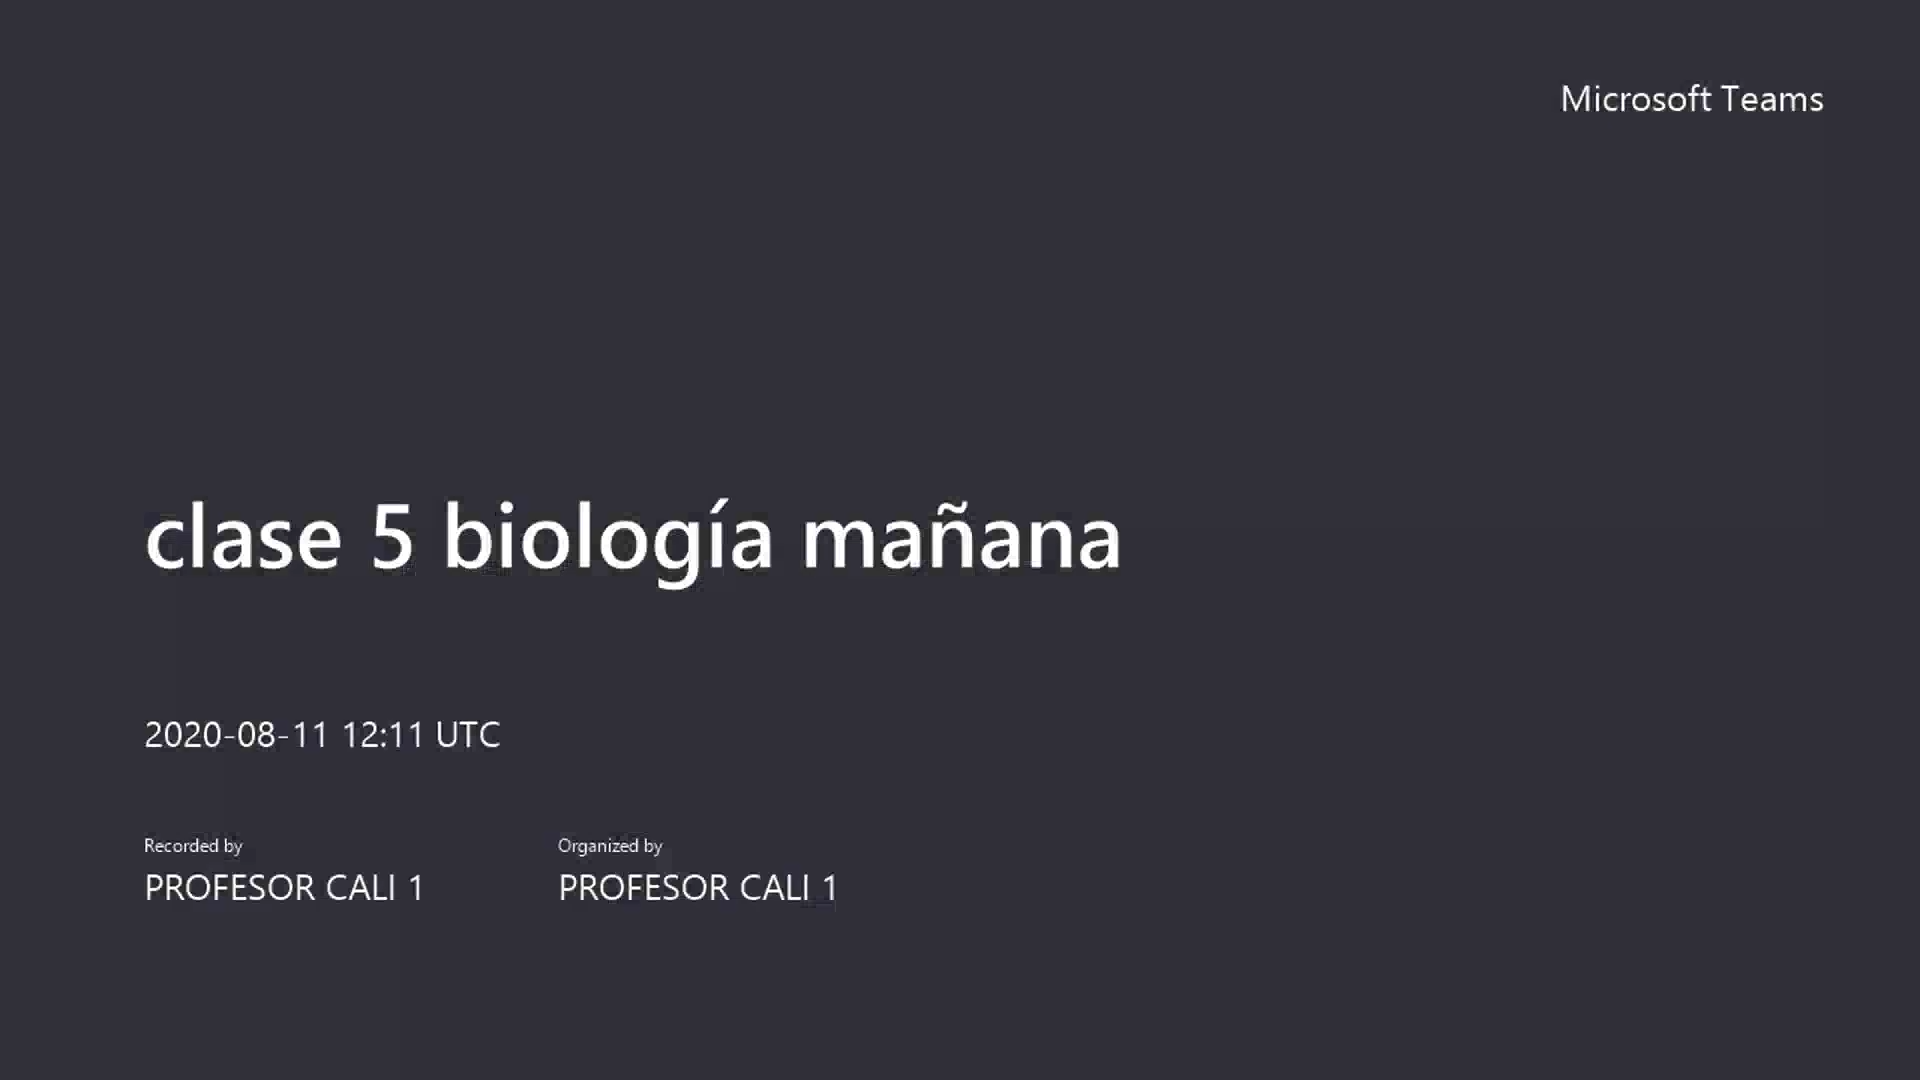 Microsoft Teams
clase 5 biología mañana
2020-08-11 12:11 UTC
Recorded by
PROFESOR CALI 1
Organized by
PROFESOR CALI 1